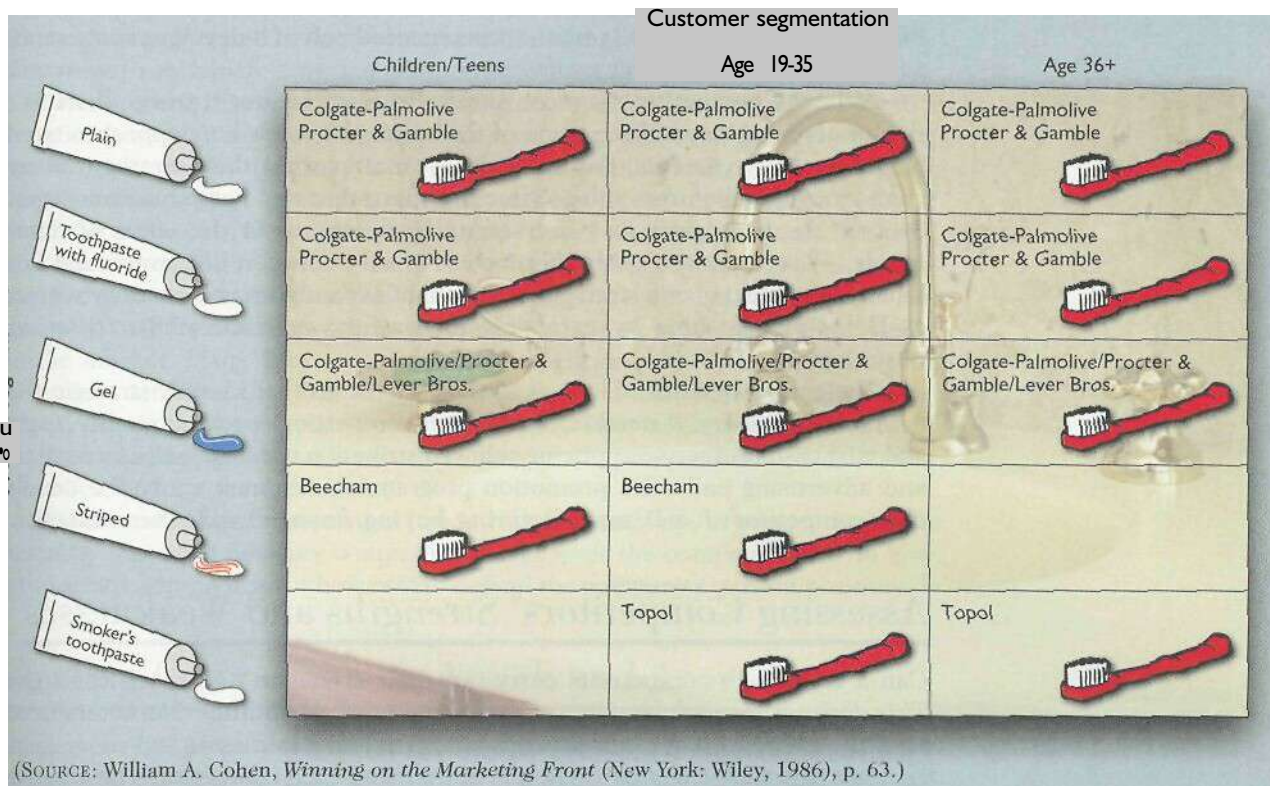 Customer segmentation
Children/Teens
Age 19-35
Age 36+
Plain
Colgate-Palmolive
Procter & Gamble
Colgate-Palmolive
Procter & Gamble
Colgate-Palmolive
Procter & Gamble
Toothpaste
with fluoride
Colgate-Palmolive
Procter & Gamble
Colgate-Palmolive
Procter & Gamble
Colgate-Palmolive
Procter & Gamble
Gel
Colgate-Palmolive/Procter &
Gamble/Lever Bros.
Colgate-Palmolive/Procter &
Gamble/Lever Bros.
Colgate-Palmolive/Procter &
Gamble/Lever Bros.
Striped
Beecham
Beecham
Smoker's
toothpaste
Topol
Topol
(SOURCE: William A. Cohen, Winning on the Marketing Front (New York: Wiley, 1986), p. 63.)